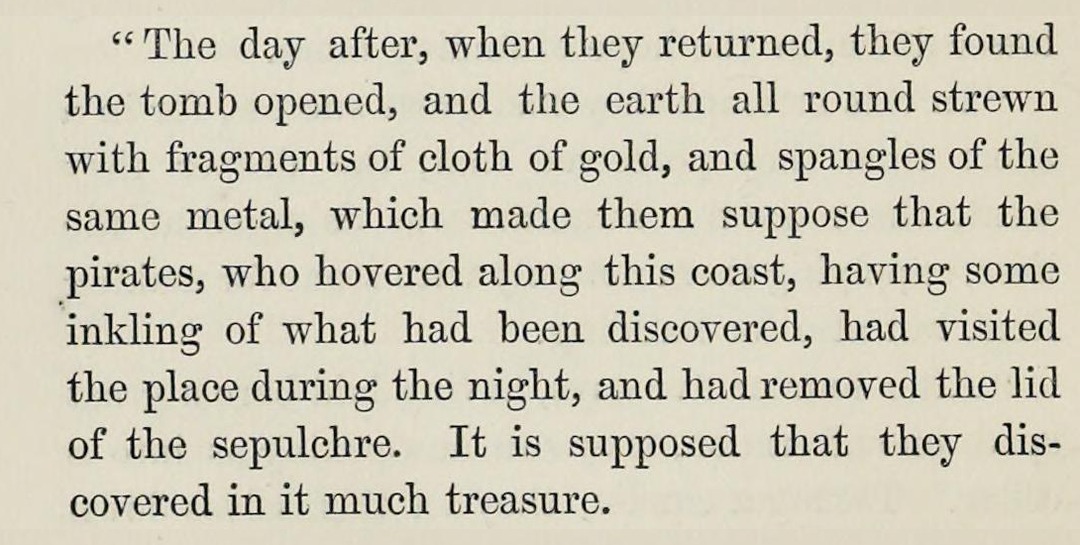 “The day after, when they returned, they found
the tomb opened, and the earth all round strewn
with fragments of cloth of gold, and spangles of the
same metal, which made them suppose that the
pirates, who hovered along this coast, having some
inkling of what had been discovered, had visited
the place during the night, and had removed the lid
of the sepulchre. It is supposed that they dis-
covered in it much treasure.